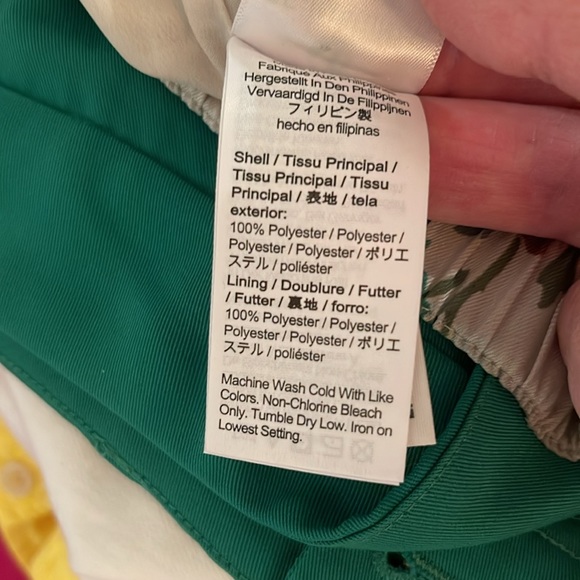 Fabriqué Aux Philippines
Hergestellt In Den Philippinen
Vervaardigd In De Filippijnen
フィリピン製
hecho en filipinas
Shell / Tissu Principal /
Tissu Principal / Tissu
Principal / 表地 / tela
exterior:
100% Polyester / Polyester /
Polyester / Polyester / ポリエ
ステル / poliéster
Lining / Doublure / Futter
/ Futter / 裏地 / forro:
100% Polyester / Polyester /
Polyester / Polyester / ポリエ
ステル / poliéster
Machine Wash Cold With Like
Colors. Non-Chlorine Bleach
Only. Tumble Dry Low. Iron on
Lowest Setting.